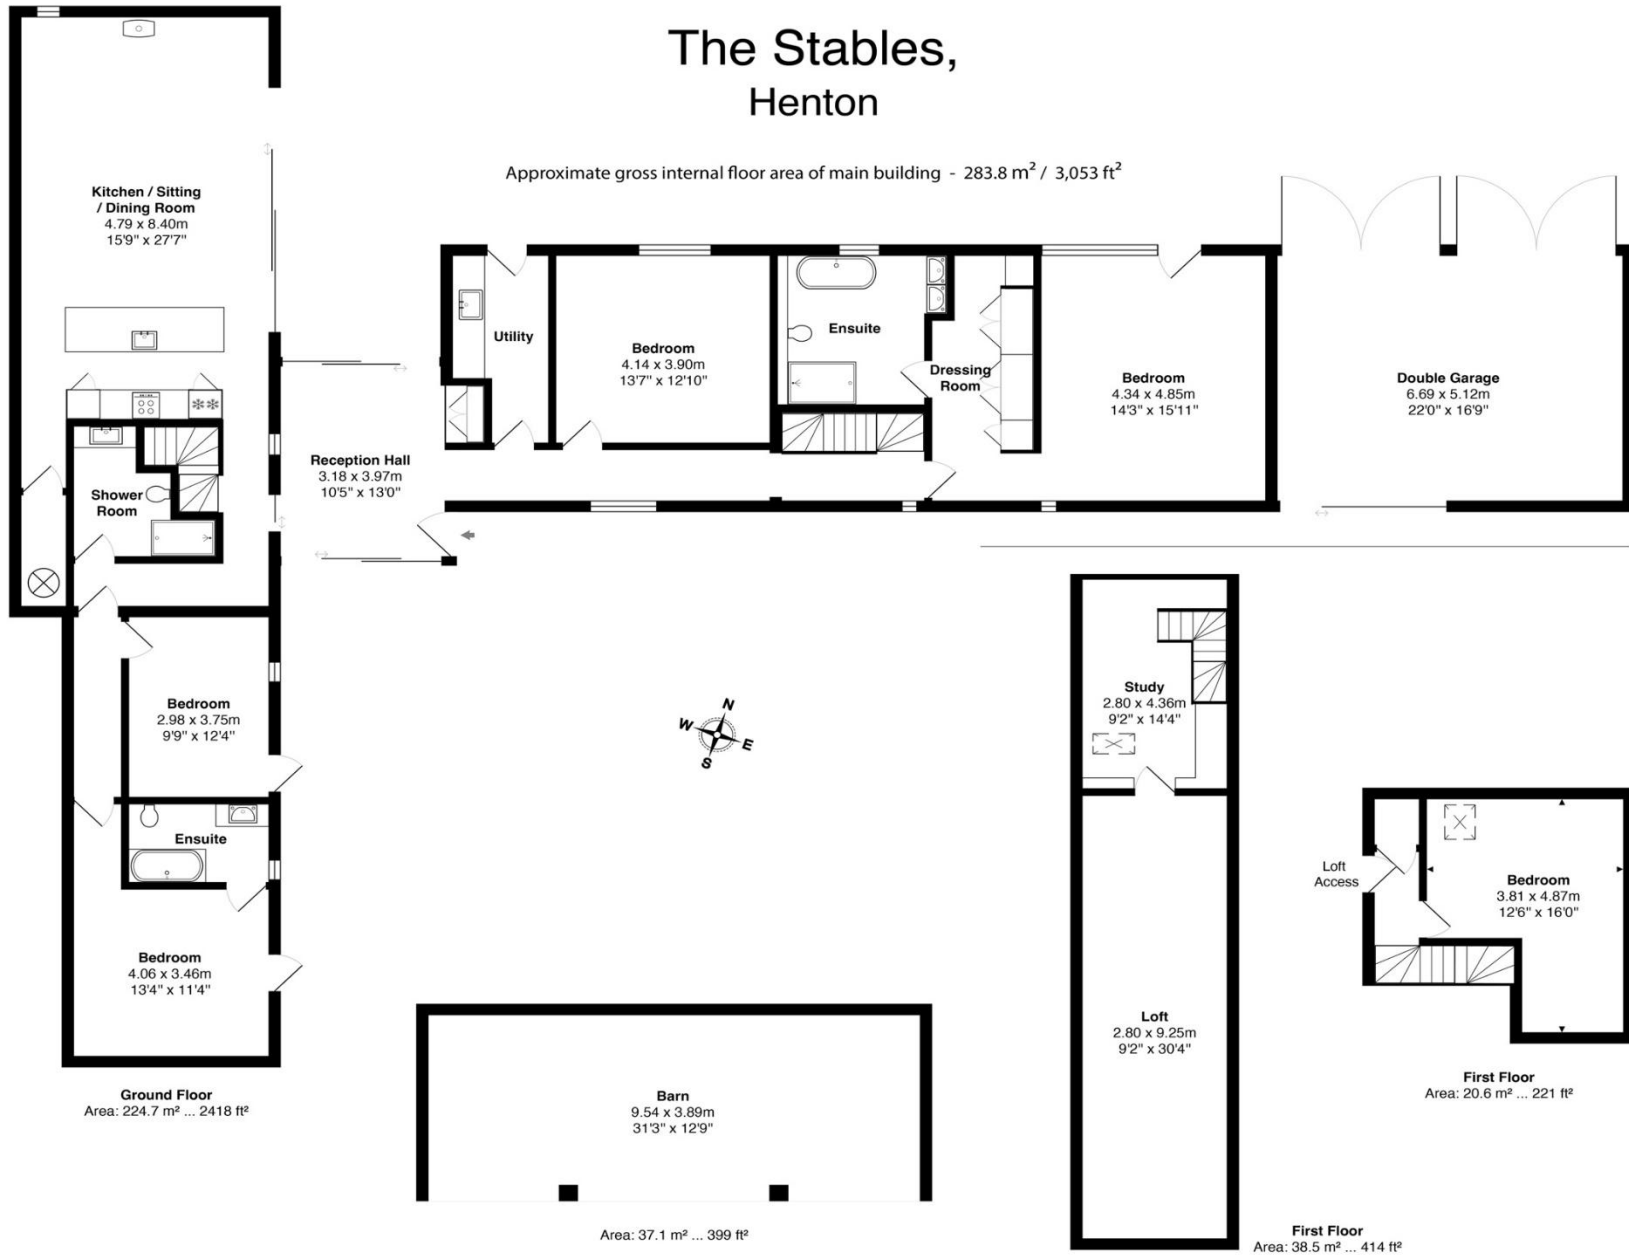 The Stables,
Henton
Approximate gross internal floor area of main building - 283.8 m² / 3,053 ft²
Kitchen / Sitting
/ Dining Room
4.79 x 8.40m
15'9" x 27'7"
Utility
Bedroom
4.14 x 3.90m
13'7" x 12'10"
Ensuite
Dressing
Room
Bedroom
4.34 x 4.85m
14'3" x 15'11"
Double Garage
6.69 x 5.12m
22'0" x 16'9"
Reception Hall
3.18 x 3.97m
10'5" x 13'0"
Shower
Room
Bedroom
2.98 x 3.75m
9'9" x 12'4"
Ensuite
Bedroom
4.06 x 3.46m
13'4" x 11'4"
Ground Floor
Area: 224.7 m² ... 2418 ft²
N
W
E
S
Barn
9.54 x 3.89m
31'3" x 12'9"
Area: 37.1 m² ... 399 ft²
Study
2.80 x 4.36m
9'2" x 14'4"
Loft
2.80 x 9.25m
9'2" x 30'4"
First Floor
Area: 38.5 m² ... 414 ft²
Loft
Access
Bedroom
3.81 x 4.87m
12'6" x 16'0"
First Floor
Area: 20.6 m² ... 221 ft²